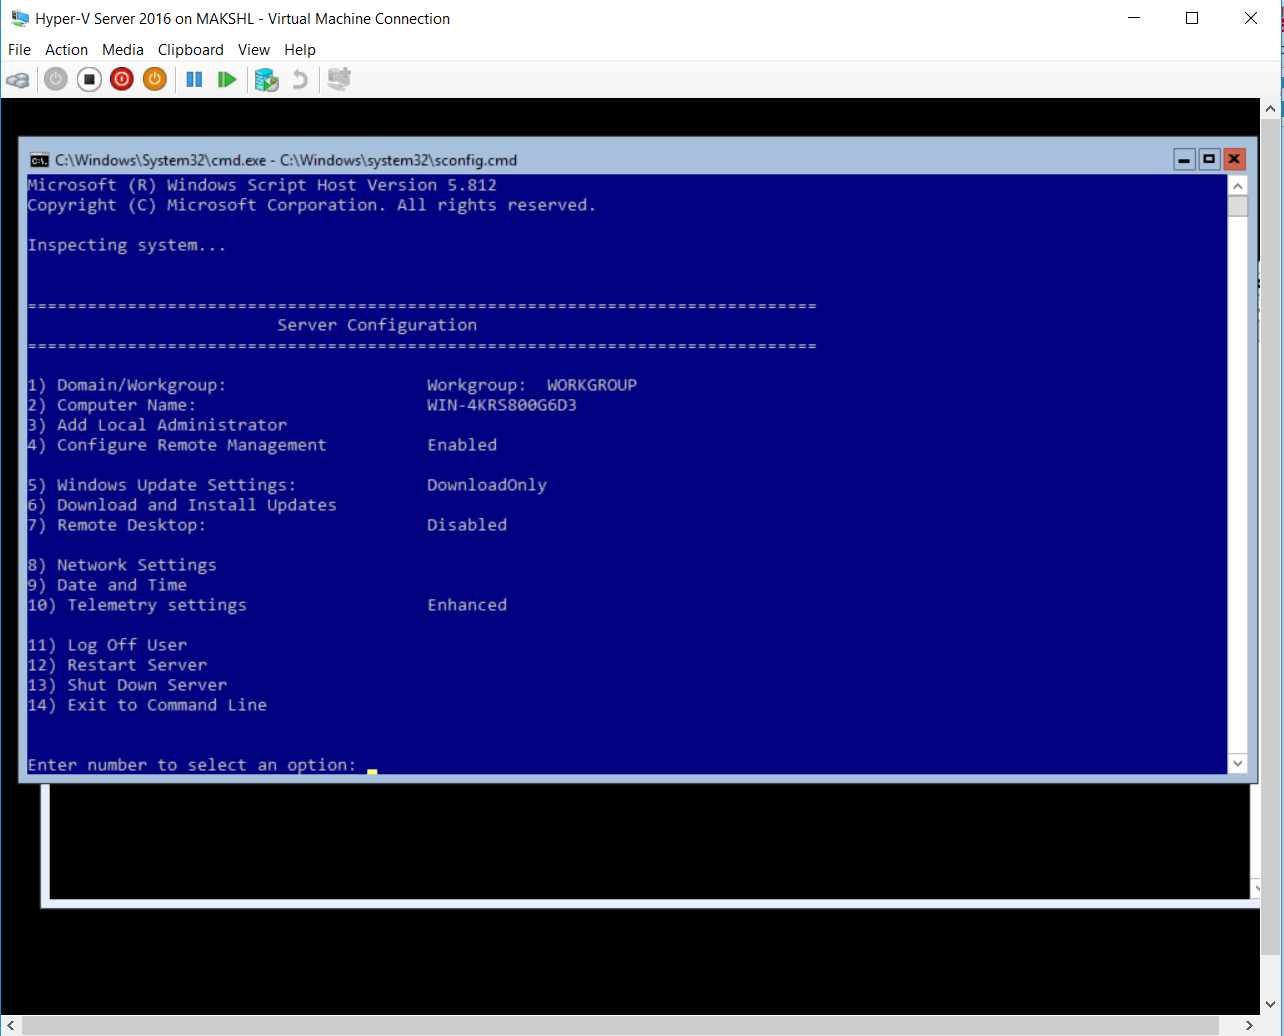 Hyper-V Server 2016 on MAKSHL - Virtual Machine Connection
File Action Media Clipboard View Help
C:\Windows\System32\cmd.exe - C:\Windows\system32\sconfig.cmd
Microsoft (R) Windows Script Host Version 5.812
Copyright (C) Microsoft Corporation. All rights reserved.
Inspecting system...
===============================================================================
Server Configuration
===============================================================================
1) Domain/Workgroup: Workgroup: WORKGROUP
2) Computer Name: WIN-4KRS800G6D3
3) Add Local Administrator
4) Configure Remote Management Enabled
5) Windows Update Settings: DownloadOnly
6) Download and Install Updates
7) Remote Desktop: Disabled
8) Network Settings
9) Date and Time
10) Telemetry settings Enhanced
11) Log Off User
12) Restart Server
13) Shut Down Server
14) Exit to Command Line
Enter number to select an option: